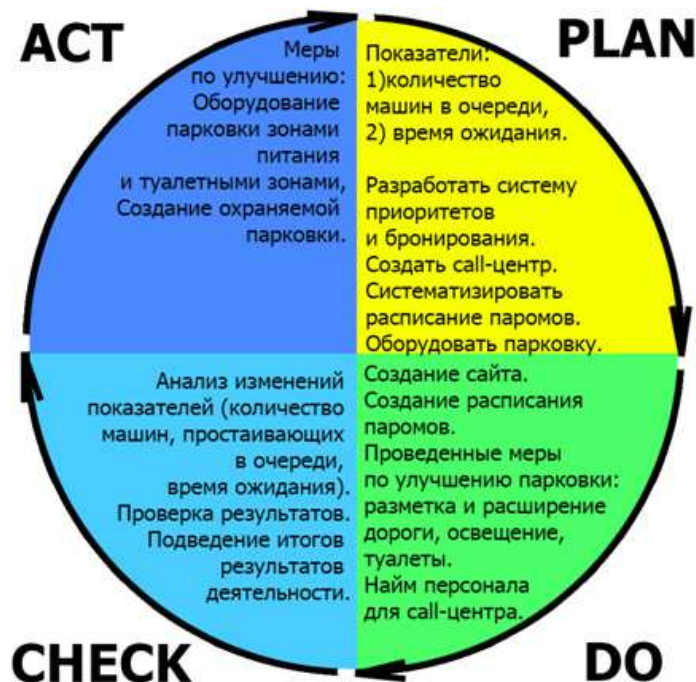 ACT
Меры
по улучшению:
Оборудование
парковки зонами
питания
и туалетными зонами,
Создание охраняемой
парковки.
PLAN
Показатели:
1)количество
машин в очереди,
2) время ожидания.
Разработать систему
приоритетов
и бронирования.
Создать call-центр.
Систематизировать
расписание паромов.
Оборудовать парковку.
Анализ изменений
показателей (количество
машин, простаивающих
в очереди,
время ожидания).
Проверка результатов.
Подведение итогов
результатов
деятельности.
CHECK
Создание сайта.
Создание расписания
паромов.
Проведенные меры
по улучшению парковки:
разметка и расширение
дороги, освещение,
туалеты.
Найм персонала
для call-центра.
DO